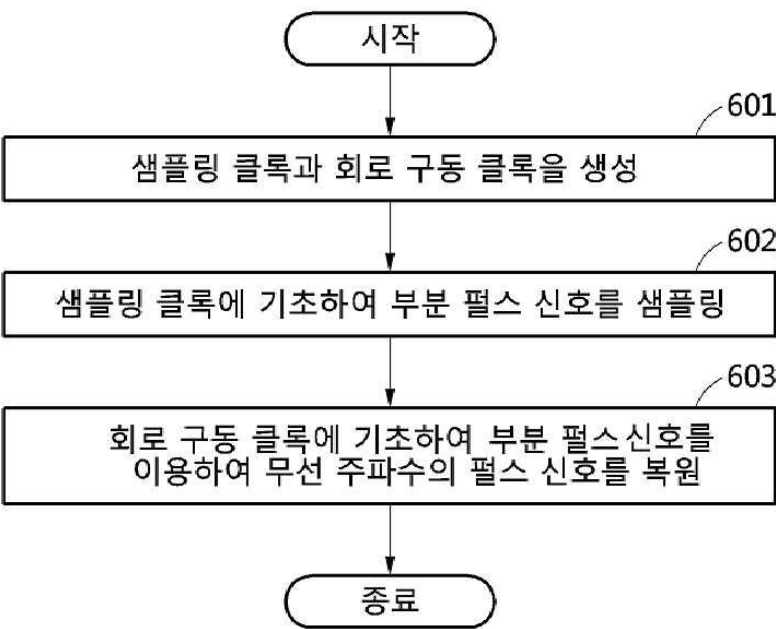 시작
601
샘플링 클록과 회로 구동 클록을 생성
602
샘플링 클록에 기초하여 부분 펄스 신호를 샘플링
603
회로 구동 클록에 기초하여 부분 펄스 신호를
이용하여 무선 주파수의 펄스 신호를 복원
종료